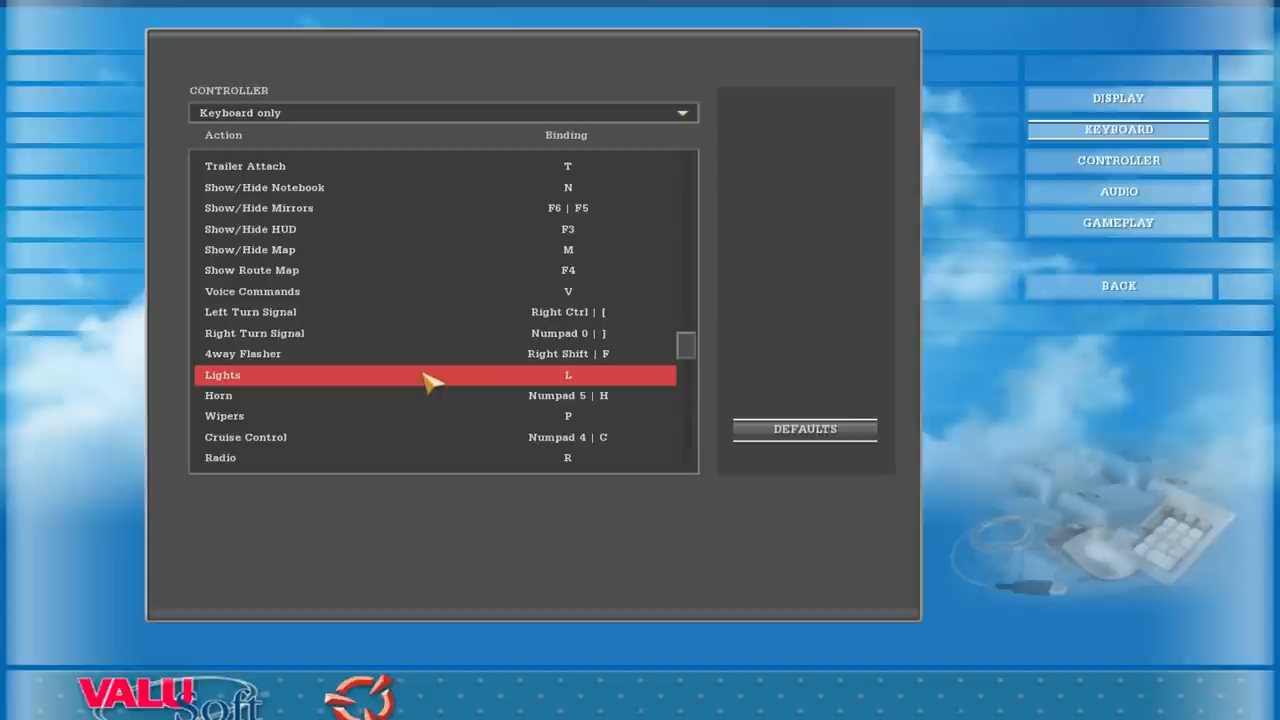 CONTROLLER
Keyboard only
Action Binding
Trailer Attach T
Show/Hide Notebook N
Show/Hide Mirrors F6 | F5
Show/Hide HUD F3
Show/Hide Map M
Show Route Map F4
Voice Commands V
Left Turn Signal Right Ctrl | [
Right Turn Signal Numpad 0 | ]
4way Flasher Right Shift | F
Lights L
Horn Numpad 5 | H
Wipers P
Cruise Control Numpad 4 | C
Radio R
DEFAULTS
DISPLAY
KEYBOARD
CONTROLLER
AUDIO
GAMEPLAY
BACK
VALU
Soft